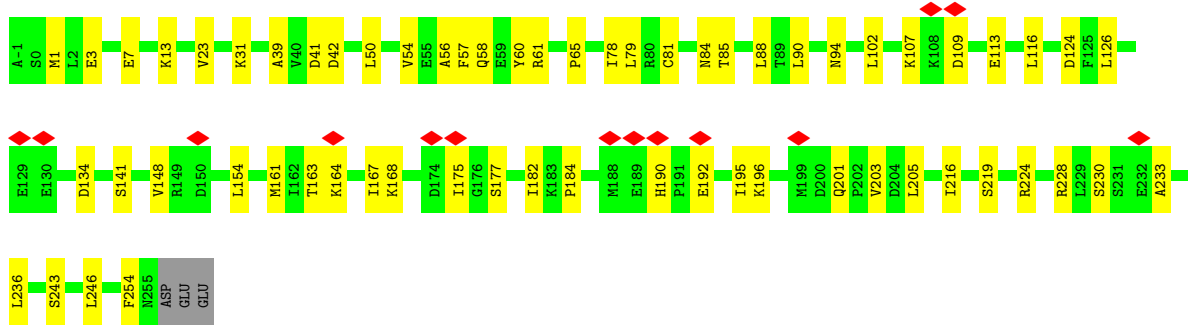 A-1 S0 M1 L2 E3 E7 K13 V23 K31 A39 V40 D41 D42 L50 V54 E55 A56 F57 Q58 E59 Y60 R61 P65 I78 L79 R80 C81 N84 T85 L88 T89 L90 N94 L102 K107 K108 D109 E113 L116 D124 F125 L126
E129 E130 D134 S141 V148 R149 D150 L154 M161 I162 T163 K164 I167 K168 D174 I175 G176 S177 I182 K183 P184 M188 E189 H190 P191 E192 I195 K196 M199 D200 Q201 P202 V203 D204 L205 I216 S219 R224 R228 L229 S230 S231 E232 A233
L236 S243 L246 F254 N255 ASP GLU GLU